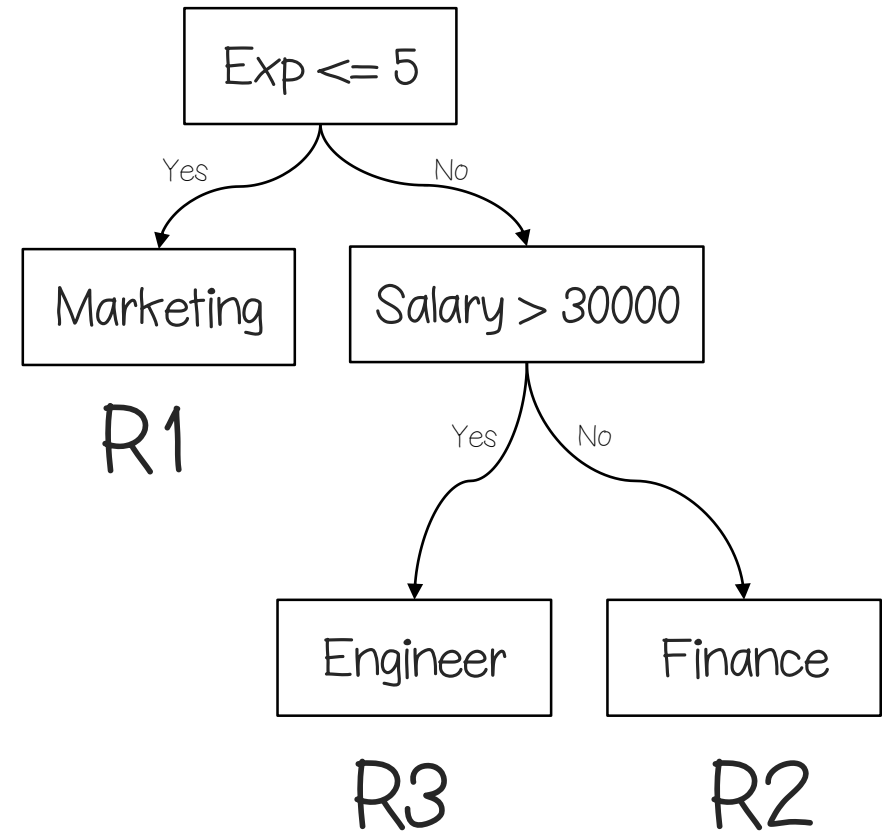 Exp <= 5
Yes
No
Marketing
Salary > 30000
R1
Yes
No
Engineer
Finance
R3
R2